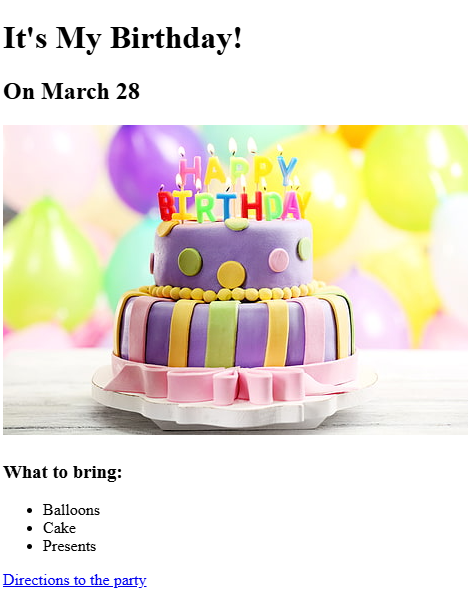 It's My Birthday!
On March 28
HAPPY
BIRTHDAY
What to bring:
Balloons
Cake
Presents
Directions to the party